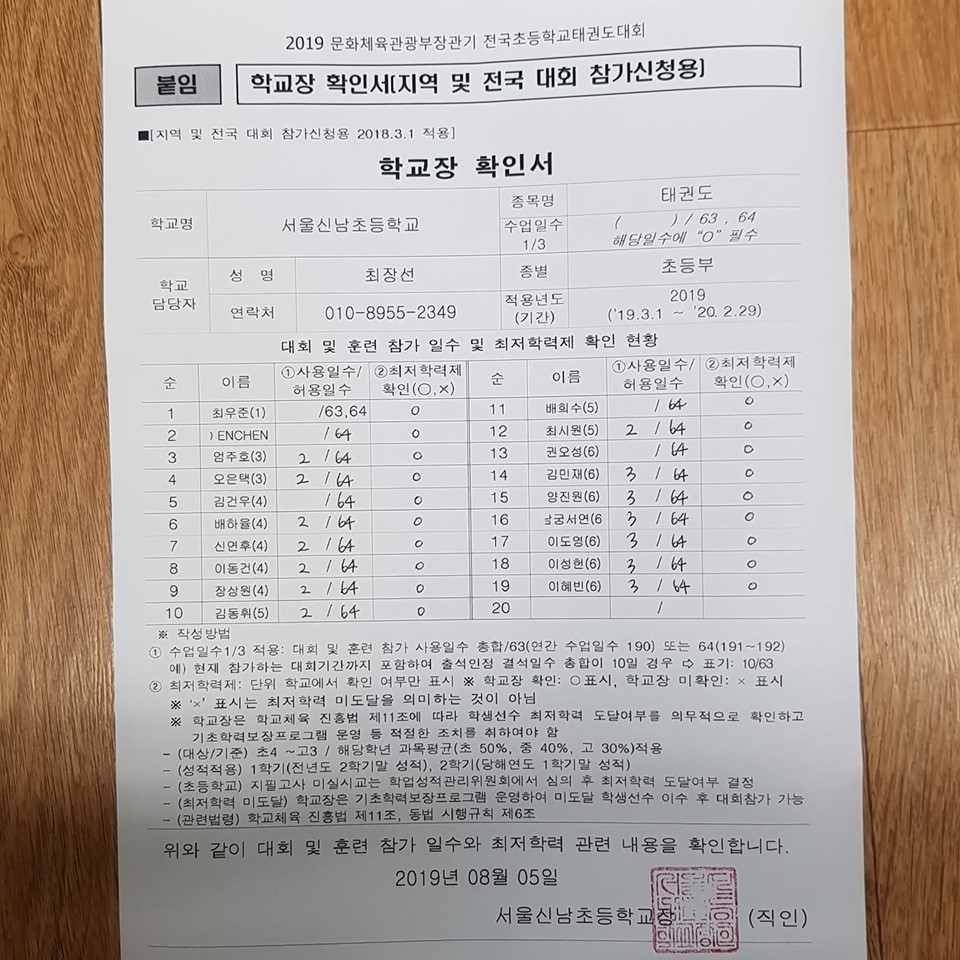 2019 문화체육관광부장관기 전국초등학교태권도대회
붙임 학교장 확인서(지역 및 전국 대회 참가신청용)
■[지역 및 전국 대회 참가신청용 2018.3.1 적용]
학교장 확인서
학교명 서울신남초등학교 종목명 태권도
수업일수 1/3 ( ) / 63 , 64
해당일수에 "O" 필수
학교 담당자 성 명 최장선 종별 초등부
연락처 010-8955-2349 적용년도 (기간) 2019
('19.3.1 ~ '20. 2.29)
대회 및 훈련 참가 일수 및 최저학력제 확인 현황
순 이름 ①사용일수/허용일수 ②최저학력제 확인(○,×) 순 이름 ①사용일수/허용일수 ②최저학력제 확인(○,×)
1 최우준(1) /63,64 O 11 배희수(5) / 64 O
2 ) ENCHEN / 64 O 12 최시원(5) 2 / 64 O
3 엄주호(3) 2 / 64 O 13 권오성(6) / 64 O
4 오은택(3) 2 / 64 O 14 김민재(6) 3 / 64 O
5 김건우(4) / 64 O 15 양진원(6) 3 / 64 O
6 배하율(4) 2 / 64 O 16 궁서연(6 3 / 64 O
7 신연후(4) 2 / 64 O 17 이도영(6) 3 / 64 O
8 이동건(4) 2 / 64 O 18 이성현(6) 3 / 64 O
9 장상원(4) 2 / 64 O 19 이혜빈(6) 3 / 64 O
10 김동휘(5) 2 / 64 O 20 /
※ 작성방법
① 수업일수1/3 적용: 대회 및 훈련 참가 사용일수 총합/63(연간 수업일수 190) 또는 64(191~192)
예) 현재 참가하는 대회기간까지 포함하여 출석인정 결석일수 총합이 10일 경우 ⇨ 표기: 10/63
② 최저학력제: 단위 학교에서 확인 여부만 표시 ※ 학교장 확인: ○표시, 학교장 미확인: × 표시
※ '×' 표시는 최저학력 미도달을 의미하는 것이 아님
※ 학교장은 학교체육 진흥법 제11조에 따라 학생선수 최저학력 도달여부를 의무적으로 확인하고
기초학력보장프로그램 운영 등 적절한 조치를 취하여야 함
- (대상/기준) 초4 ~고3 / 해당학년 과목평균(초 50%, 중 40%, 고 30%)적용
- (성적적용) 1학기(전년도 2학기말 성적), 2학기(당해연도 1학기말 성적)
- (초등학교) 지필고사 미실시교는 학업성적관리위원회에서 심의 후 최저학력 도달여부 결정
- (최저학력 미도달) 학교장은 기초학력보장프로그램 운영하여 미도달 학생선수 이수 후 대회참가 가능
- (관련법령) 학교체육 진흥법 제11조, 동법 시행규칙 제6조
위와 같이 대회 및 훈련 참가 일수와 최저학력 관련 내용을 확인합니다.
2019년 08월 05일
서울신남초등학교장 (직인)